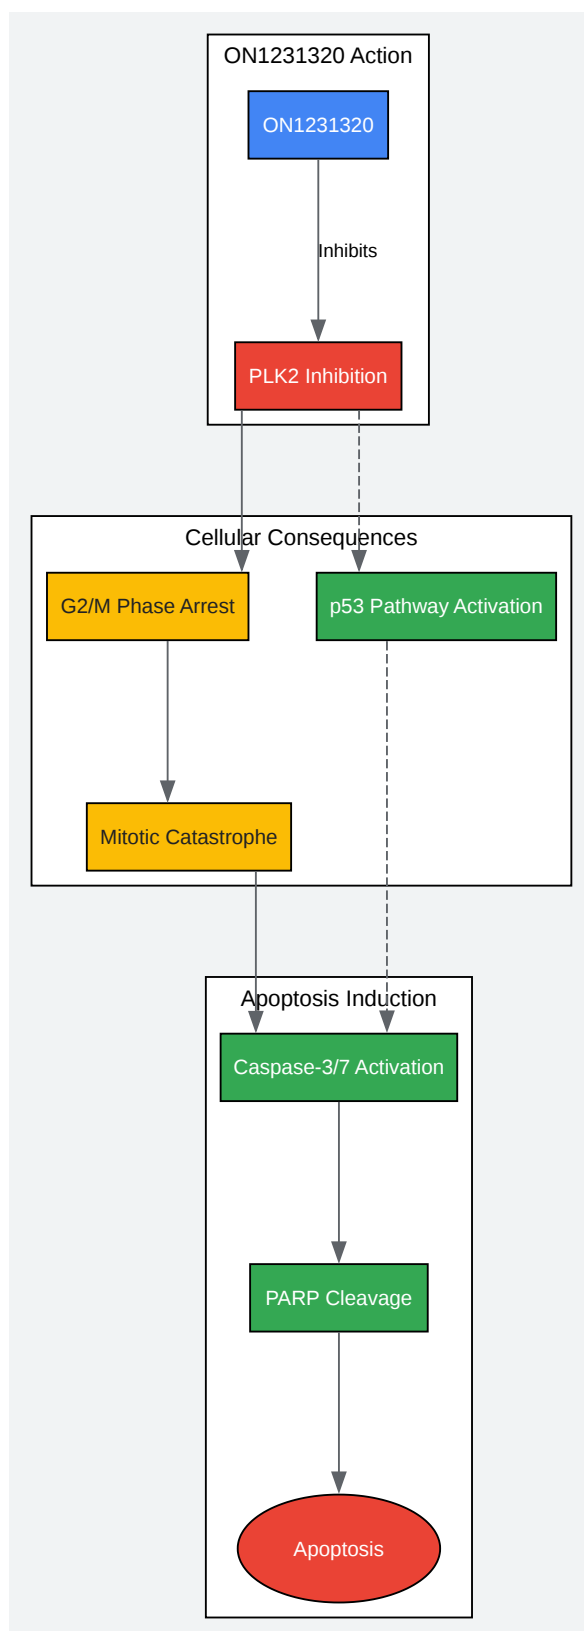 ON1231320 Action
ON1231320
Inhibits
PLK2 Inhibition
Cellular Consequences
G2/M Phase Arrest
p53 Pathway Activation
Mitotic Catastrophe
Apoptosis Induction
Caspase-3/7 Activation
PARP Cleavage
Apoptosis